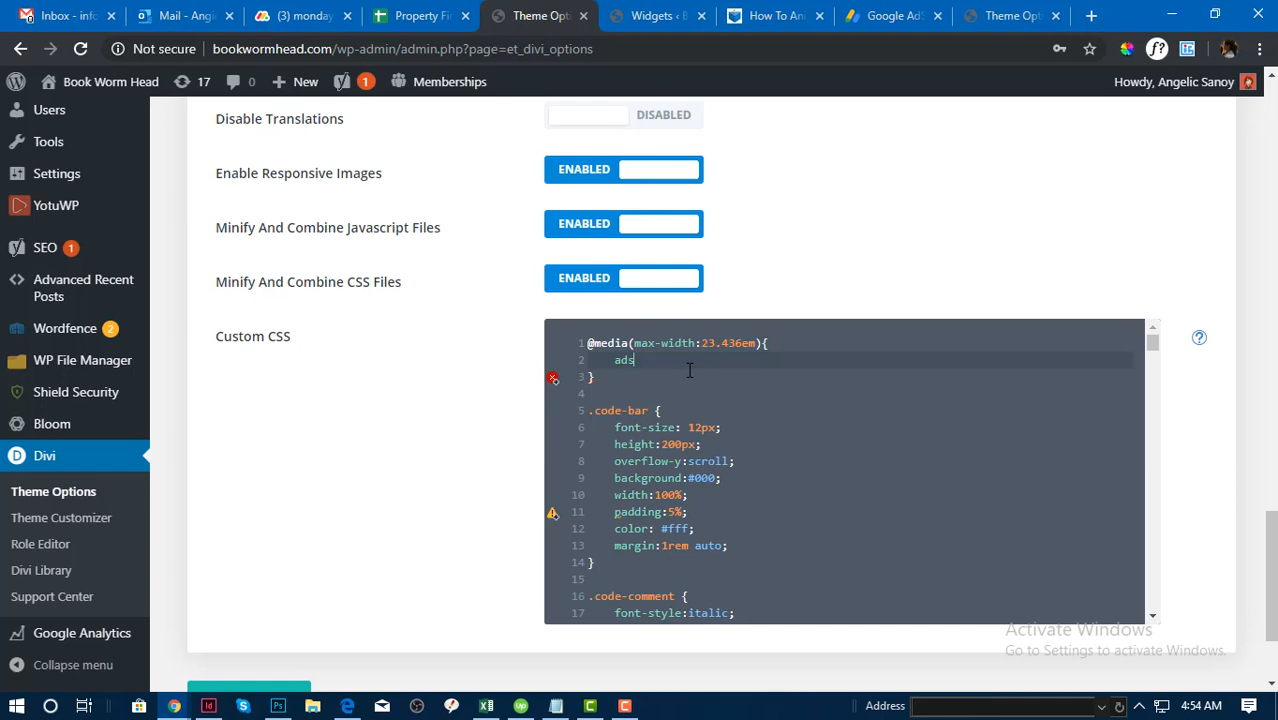 Inbox - info
Mail - Angi
(3) monday
Property Fi
Theme Opt
Widgets ‹ B
How To An
Google AdS
Theme Opt
Not secure
bookwormhead.com/wp-admin/admin.php?page=et_divi_options
f?
Book Worm Head
17
New
1
Memberships
Howdy, Angelic Sanoy
Users
Tools
Settings
YotuWP
SEO 1
Advanced Recent
Posts
Wordfence 2
WP File Manager
Shield Security
Bloom
D Divi
Theme Options
Theme Customizer
Role Editor
Divi Library
Support Center
Google Analytics
Collapse menu
Disable Translations
DISABLED
Enable Responsive Images
ENABLED
Minify And Combine Javascript Files
ENABLED
Minify And Combine CSS Files
ENABLED
Custom CSS
1 @media(max-width:23.436em){
2 ads
3 }
4
5 .code-bar {
6 font-size: 12px;
7 height:200px;
8 overflow-y:scroll;
9 background:#000;
10 width:100%;
11 padding:5%;
12 color: #fff;
13 margin:1rem auto;
14 }
15
16 .code-comment {
17 font-style:italic;
Activate Windows
Go to Settings to activate Windows.
Address
4:54 AM